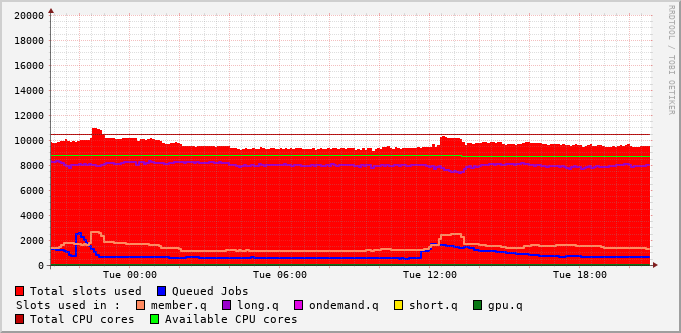 20000
18000
16000
14000
12000
10000
8000
6000
4000
2000
0
Tue 00:00 Tue 06:00 Tue 12:00 Tue 18:00
RRDTOOL / TOBI OETIKER
Total slots used Queued Jobs
Slots used in : member.q long.q ondemand.q short.q gpu.q
Total CPU cores Available CPU cores